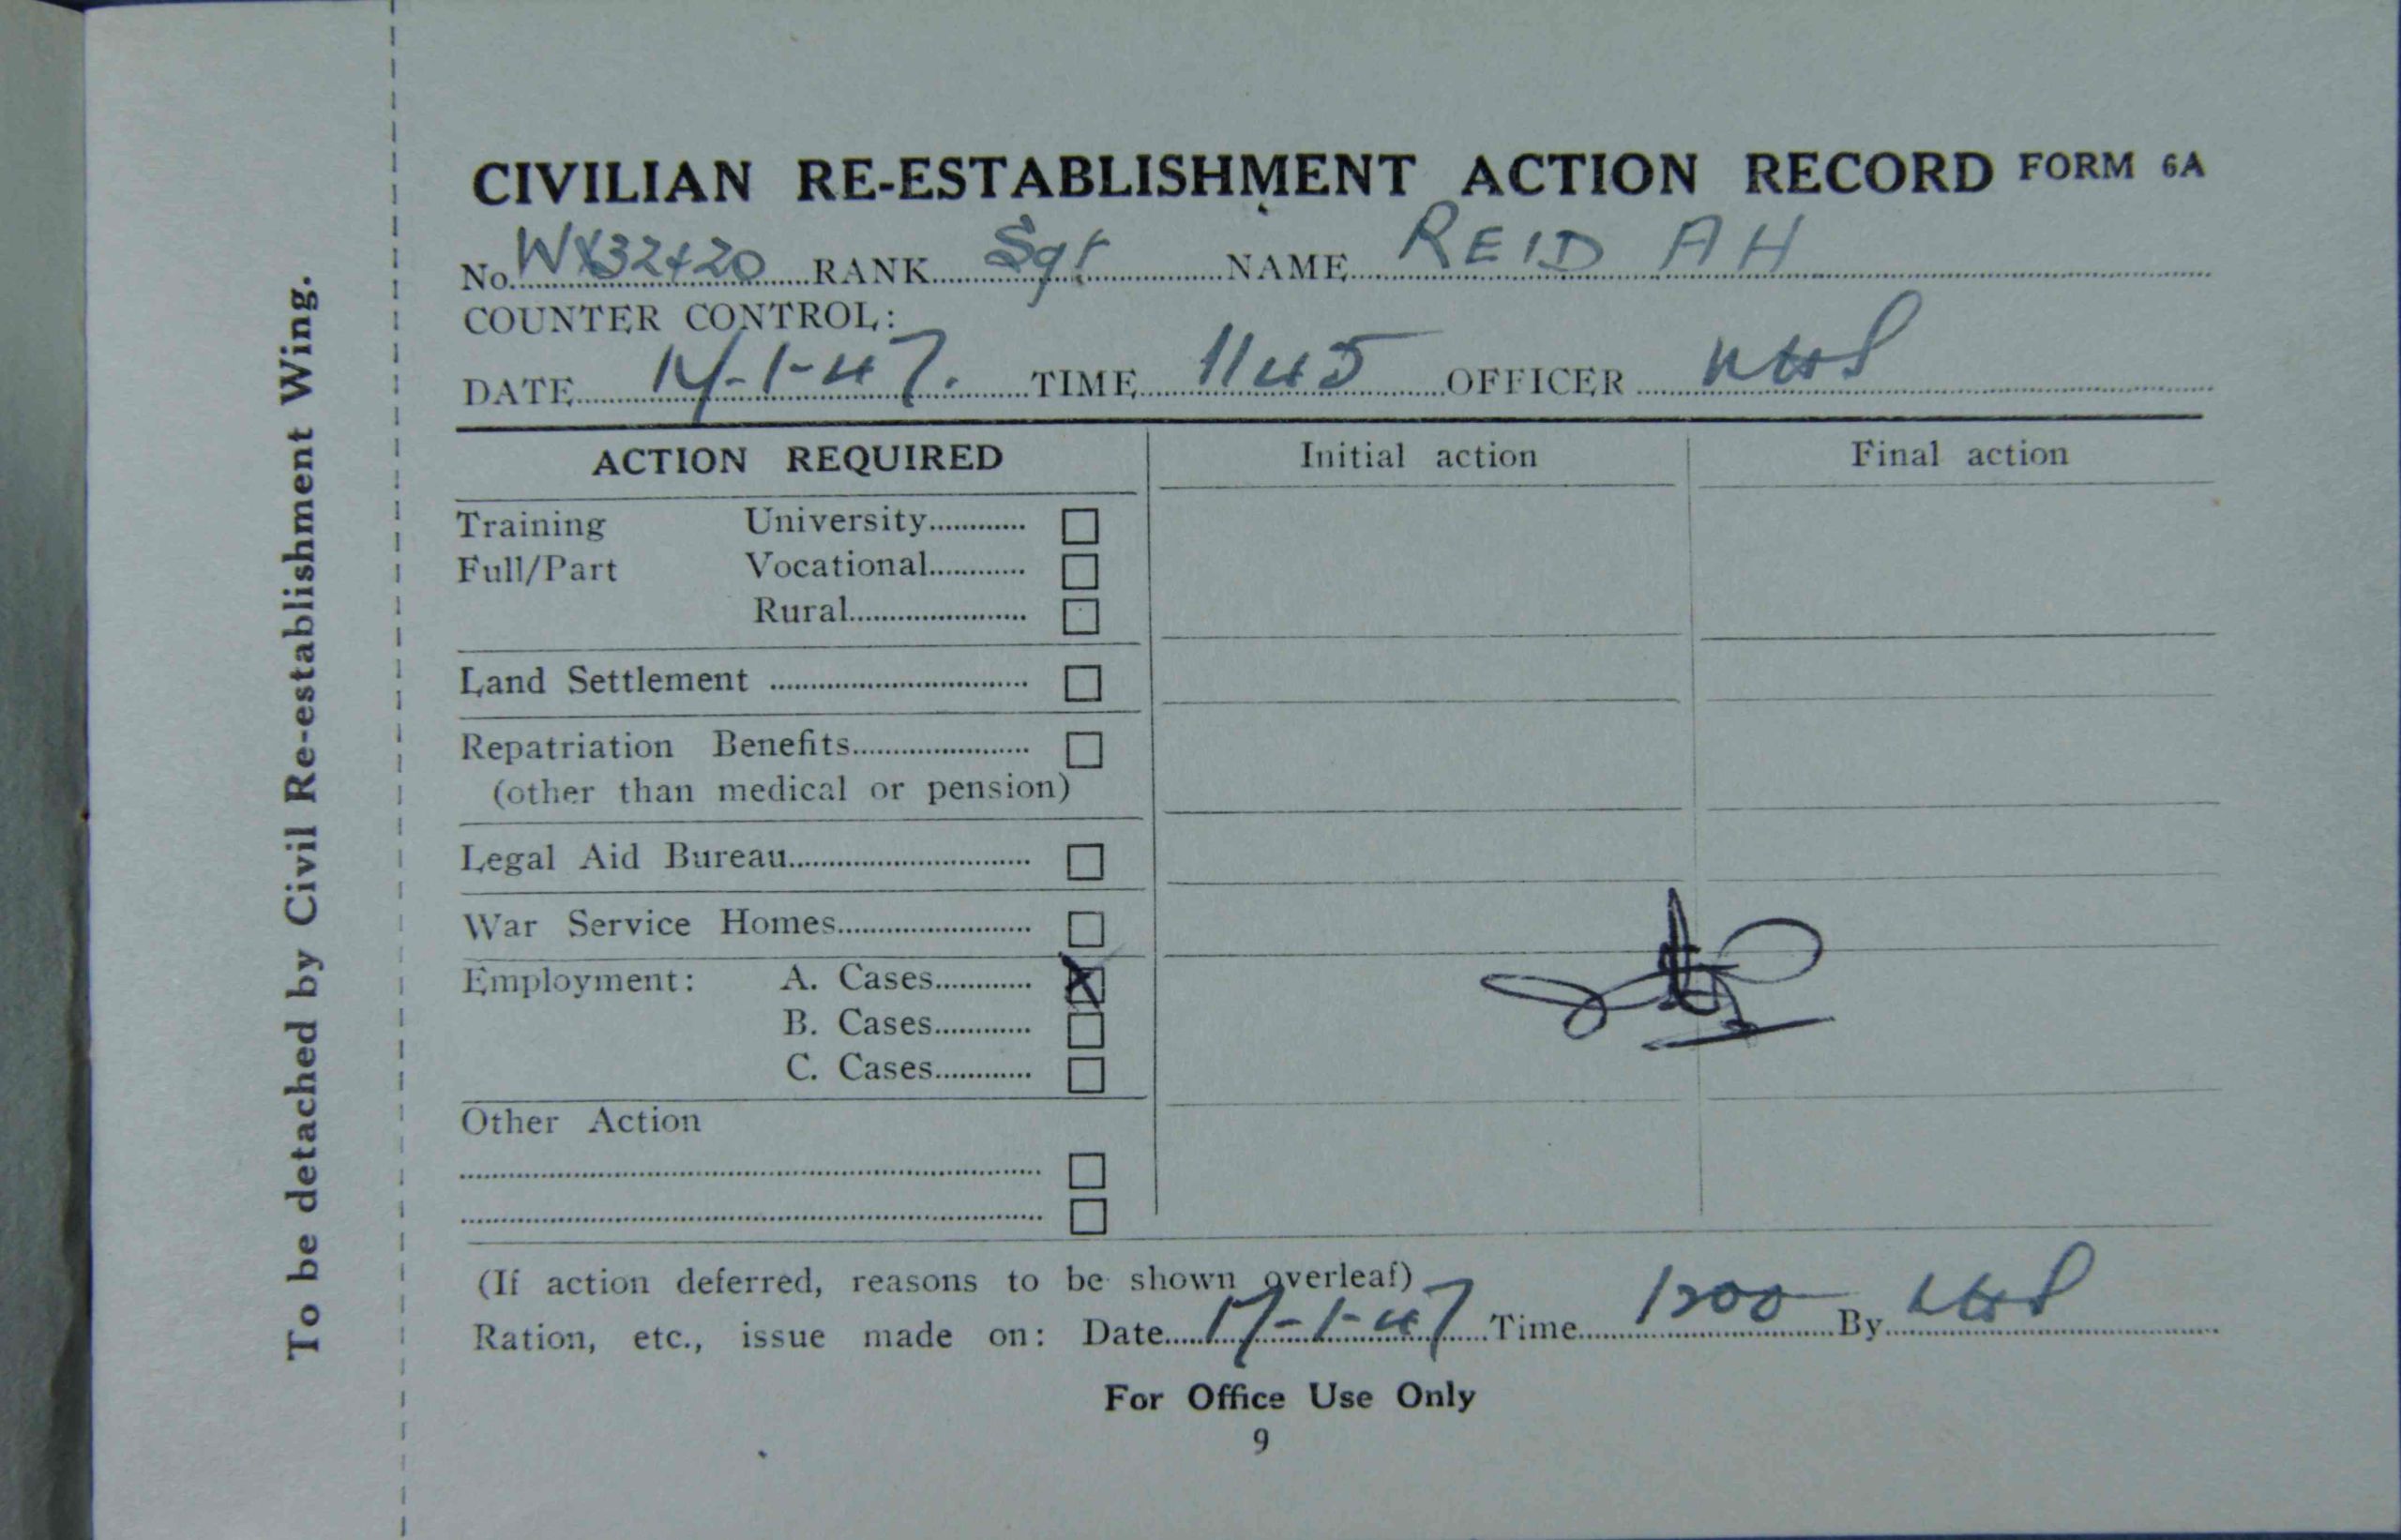 To be detached by Civil Re-establishment Wing.
CIVILIAN RE-ESTABLISHMENT ACTION RECORD FORM 6A
No. WX32420 RANK Sgt NAME REID AH
COUNTER CONTROL:
DATE 17-1-47. TIME 1145 OFFICER
ACTION REQUIRED Initial action Final action
Training University
Full/Part Vocational
Rural
Land Settlement
Repatriation Benefits
(other than medical or pension)
Legal Aid Bureau
War Service Homes
Employment: A. Cases X
B. Cases
C. Cases
Other Action
(If action deferred, reasons to be shown overleaf)
Ration, etc., issue made on: Date 17-1-47 Time 1200 By
For Office Use Only
9